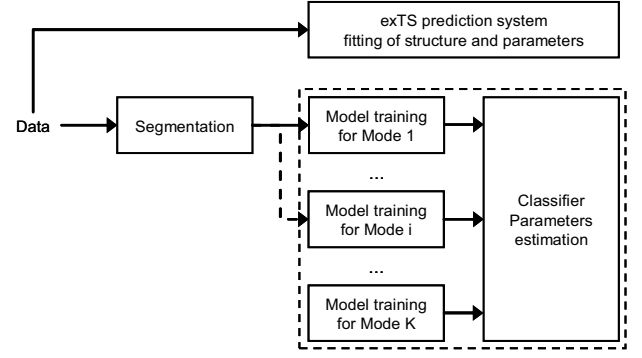 exTS prediction system
fitting of structure and parameters
Data
Segmentation
Model training
for Mode 1
...
Model training
for Mode i
...
Model training
for Mode K
Classifier
Parameters
estimation